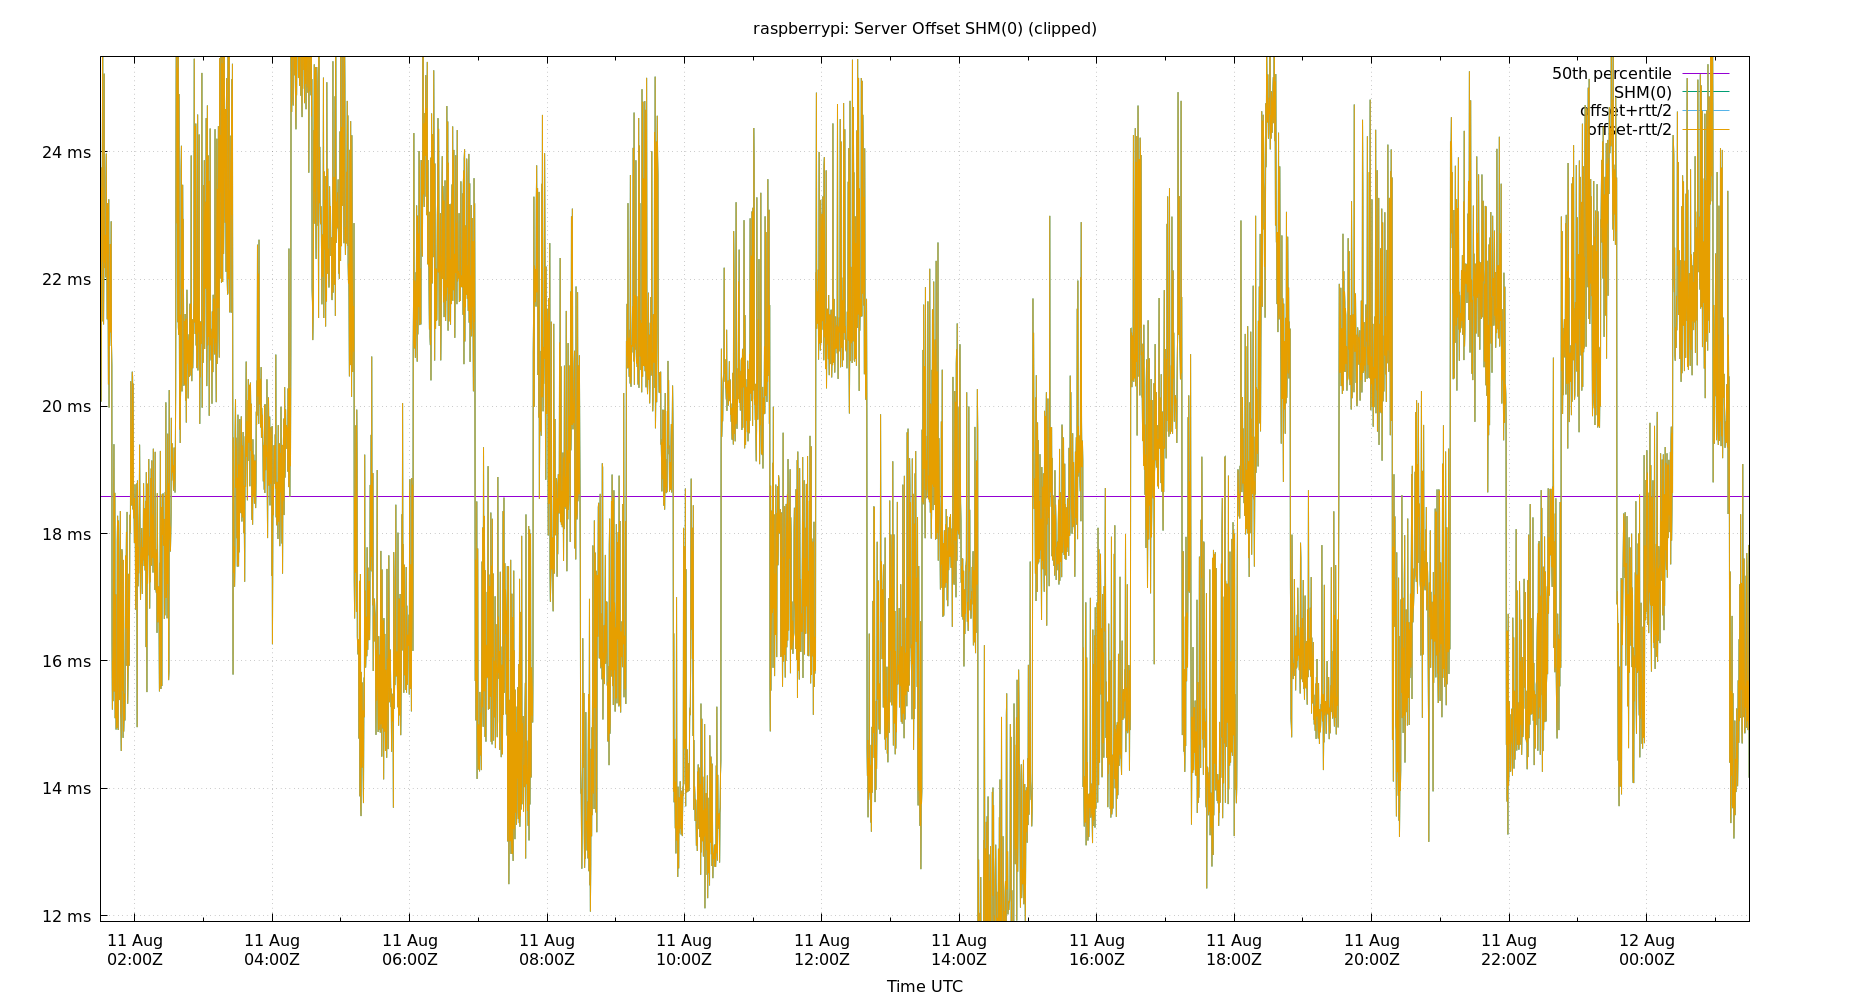 raspberrypi: Server Offset SHM(0) (clipped)
50th percentile
SHM(0)
offset+rtt/2
offset-rtt/2
24 ms
22 ms
20 ms
18 ms
16 ms
14 ms
12 ms
11 Aug 11 Aug 11 Aug 11 Aug 11 Aug 11 Aug 11 Aug 11 Aug 11 Aug 11 Aug 11 Aug 12 Aug
02:00Z 04:00Z 06:00Z 08:00Z 10:00Z 12:00Z 14:00Z 16:00Z 18:00Z 20:00Z 22:00Z 00:00Z
Time UTC